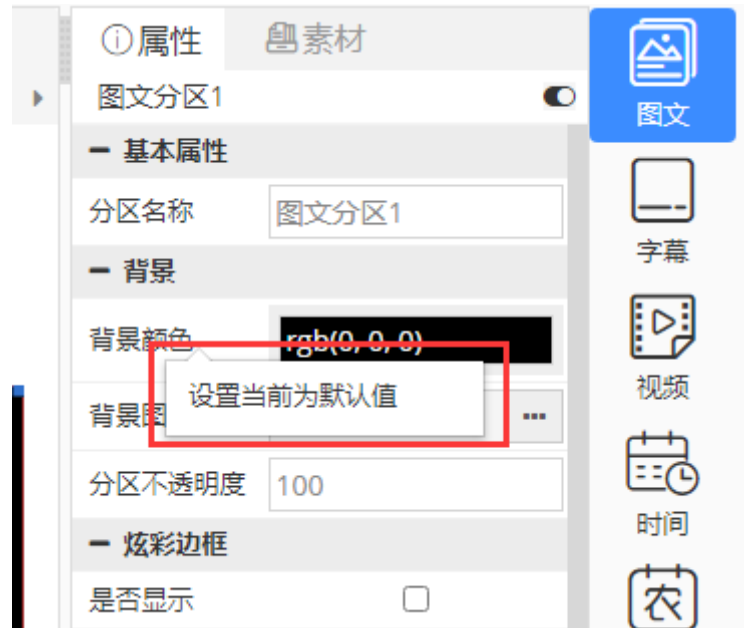 属性 素材
图文分区1
基本属性
分区名称 图文分区1
背景
背景颜色 rgb(0, 0, 0)
设置当前为默认值
背景图
分区不透明度 100
炫彩边框
是否显示
图文
字幕
视频
时间
农